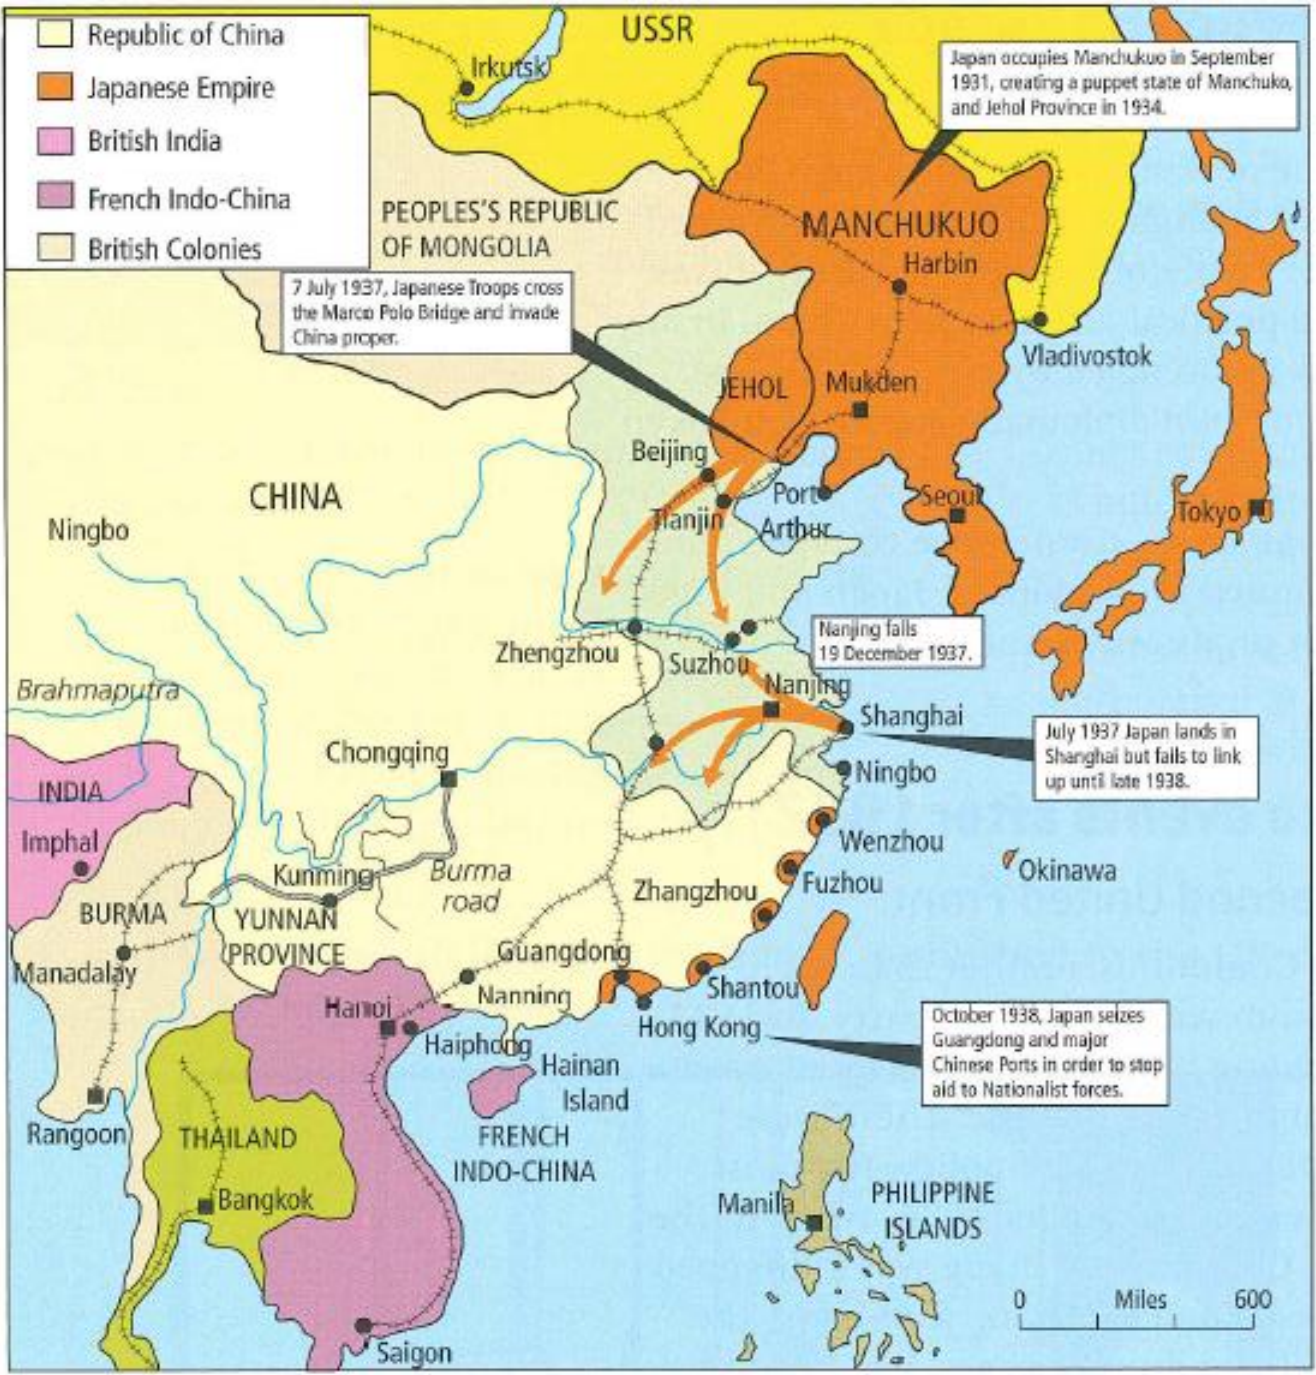 Republic of China
Japanese Empire
British India
French Indo-China
British Colonies
USSR
Irkutsk
Japan occupies Manchukuo in September
1931, creating a puppet state of Manchuko,
and Jehol Province in 1934.
PEOPLES'S REPUBLIC
OF MONGOLIA
MANCHUKUO
Harbin
7 July 1937, Japanese Troops cross
the Marco Polo Bridge and invade
China proper.
Vladivostok
JEHOL
Mukden
Beijing
CHINA
Port
Arthur
Seoul
Tokyo
Tianjin
Ningbo
Nanjing falls
19 December 1937.
Zhengzhou
Suzhou
Brahmaputra
Nanjing
Shanghai
July 1937 Japan lands in
Shanghai but fails to link
up until late 1938.
Chongqing
Ningbo
INDIA
Imphal
Wenzhou
Kunming
Burma
road
Okinawa
Zhangzhou
Fuzhou
BURMA
YUNNAN
PROVINCE
Guangdong
Manadalay
Nanning
Shantou
Hanoi
Hong Kong
October 1938, Japan seizes
Guangdong and major
Chinese Ports in order to stop
aid to Nationalist forces.
Haiphong
Hainan
Island
Rangoon
THAILAND
FRENCH
INDO-CHINA
Bangkok
Manila
PHILIPPINE
ISLANDS
0 Miles 600
Saigon